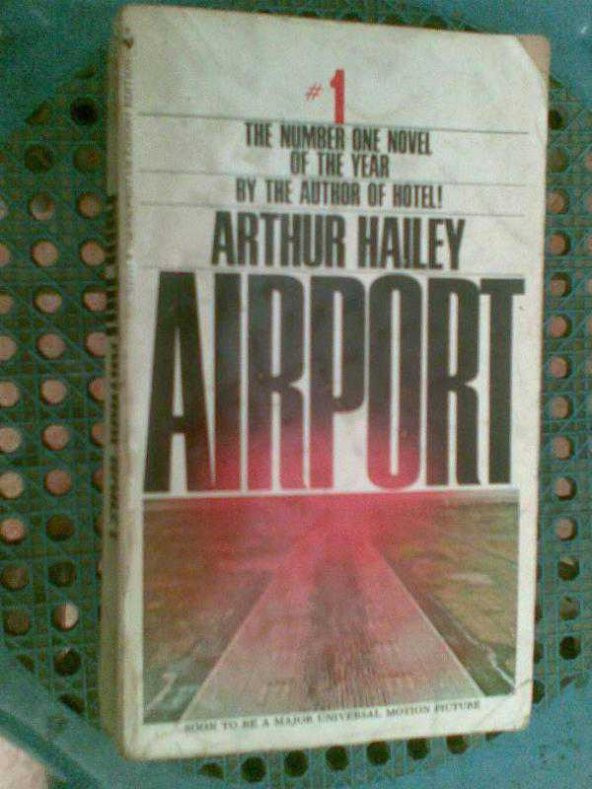 #1
THE NUMBER ONE NOVEL
OF THE YEAR
BY THE AUTHOR OF HOTEL!
ARTHUR HAILEY
AIRPORT
SOON TO BE A MAJOR UNIVERSAL MOTION PICTURE